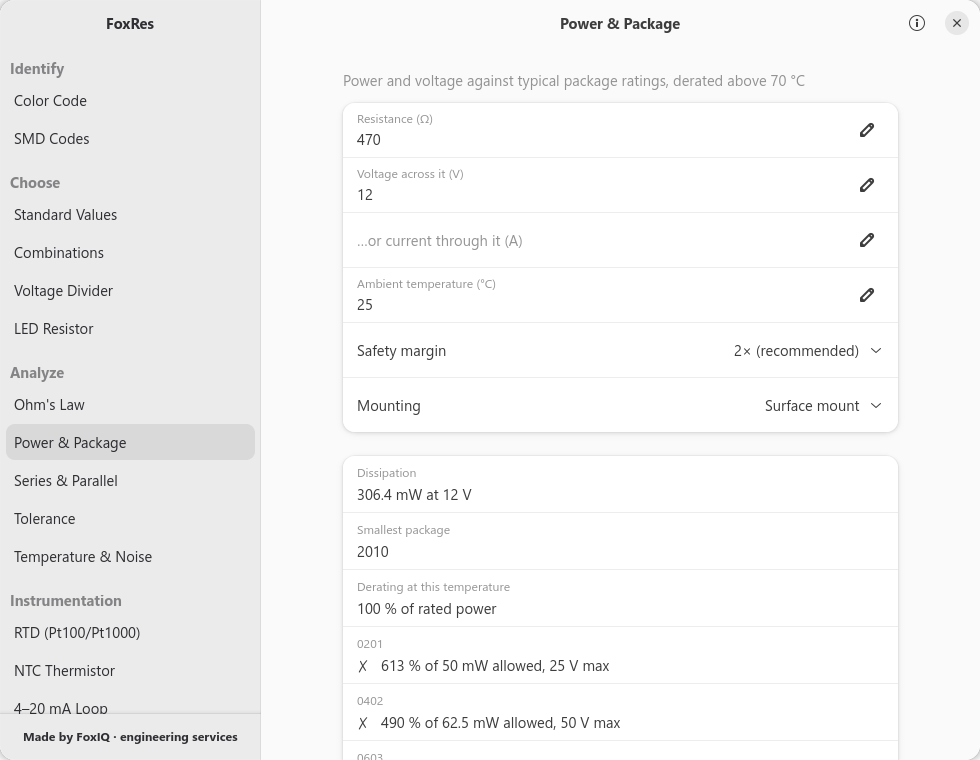 FoxRes
Identify
Color Code
SMD Codes
Choose
Standard Values
Combinations
Voltage Divider
LED Resistor
Analyze
Ohm's Law
Power & Package
Series & Parallel
Tolerance
Temperature & Noise
Instrumentation
RTD (Pt100/Pt1000)
NTC Thermistor
4–20 mA Loop
Made by FoxIQ · engineering services
Power & Package
Power and voltage against typical package ratings, derated above 70 °C
Resistance (Ω)
470
Voltage across it (V)
12
…or current through it (A)
Ambient temperature (°C)
25
Safety margin 2× (recommended)
Mounting Surface mount
Dissipation
306.4 mW at 12 V
Smallest package
2010
Derating at this temperature
100 % of rated power
0201
✗ 613 % of 50 mW allowed, 25 V max
0402
✗ 490 % of 62.5 mW allowed, 50 V max
0603